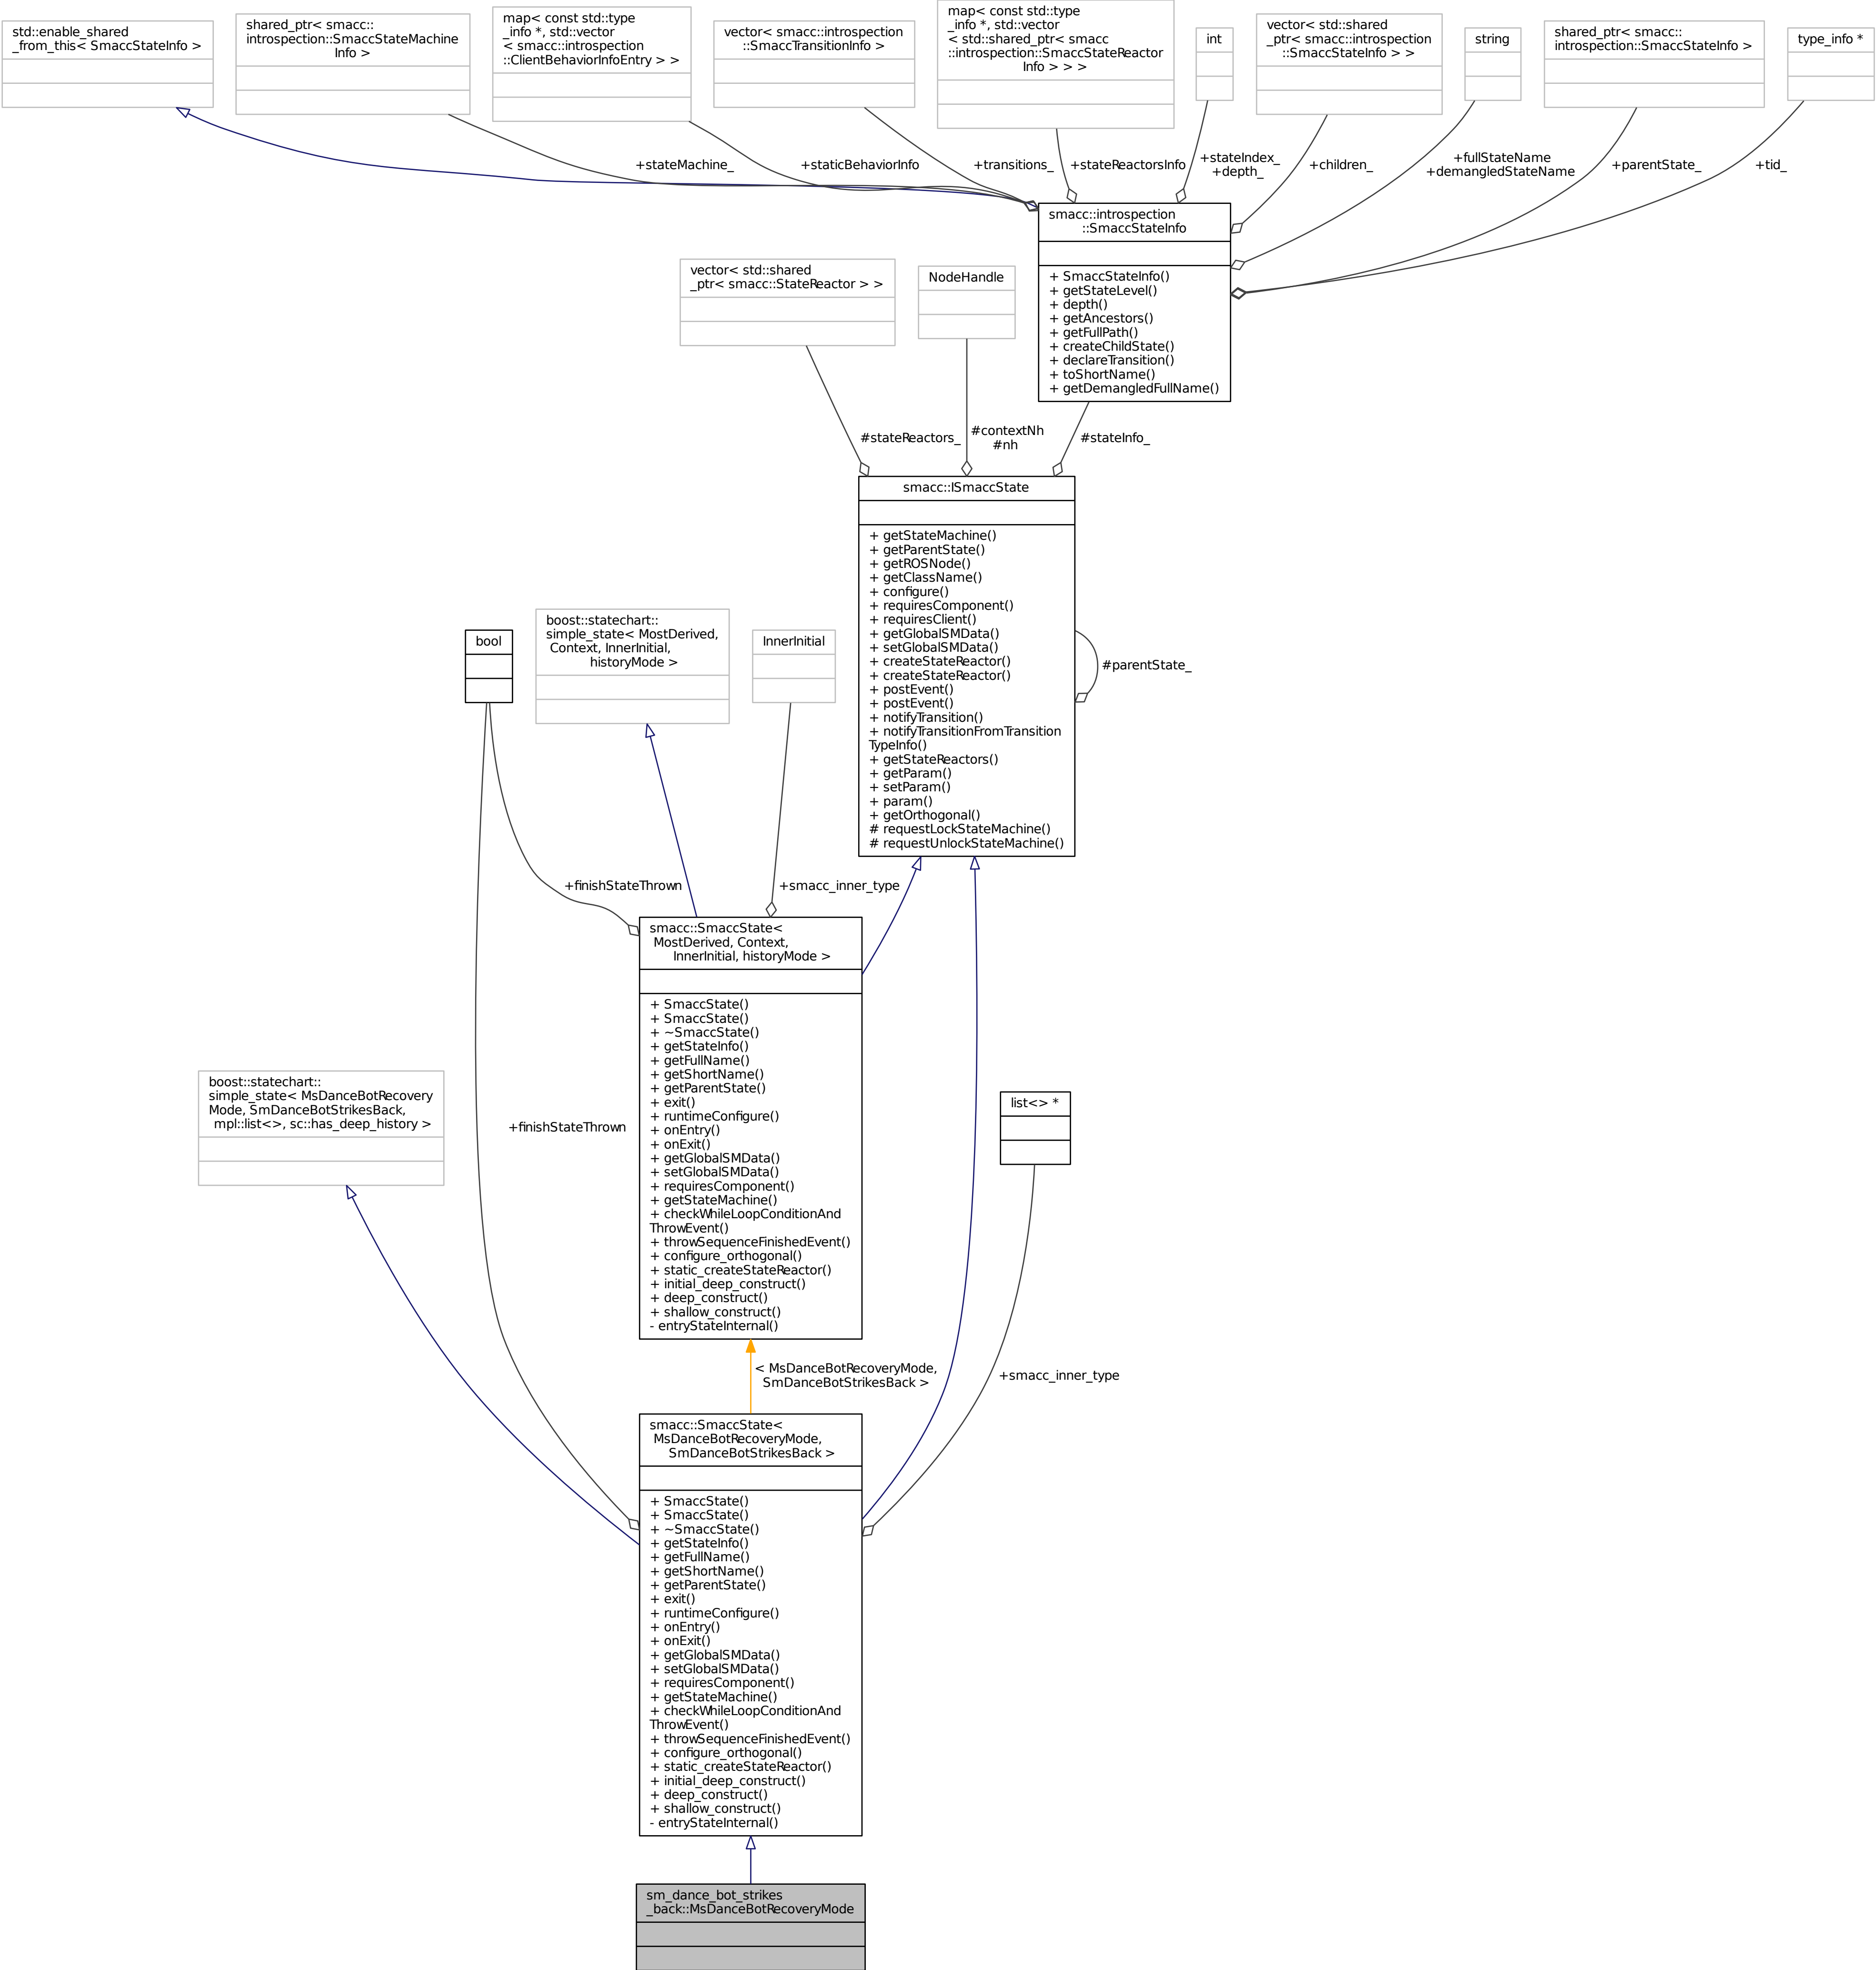 std::enable_shared
_from_this< SmaccStateInfo >
shared_ptr< smacc::
introspection::SmaccStateMachine
Info >
map< const std::type
_info *, std::vector
< smacc::introspection
::ClientBehaviorInfoEntry > >
vector< smacc::introspection
::SmaccTransitionInfo >
map< const std::type
_info *, std::vector
< std::shared_ptr< smacc
::introspection::SmaccStateReactor
Info > > >
int
vector< std::shared
_ptr< smacc::introspection
::SmaccStateInfo > >
string
shared_ptr< smacc::
introspection::SmaccStateInfo >
type_info *
+stateMachine_
+staticBehaviorInfo
+transitions_
+stateReactorsInfo
+stateIndex_
+depth_
+children_
+fullStateName
+demangledStateName
+parentState_
+tid_
smacc::introspection
::SmaccStateInfo
+ SmaccStateInfo()
+ getStateLevel()
+ depth()
+ getAncestors()
+ getFullPath()
+ createChildState()
+ declareTransition()
+ toShortName()
+ getDemangledFullName()
vector< std::shared
_ptr< smacc::StateReactor > >
NodeHandle
#stateReactors_
#contextNh
#nh
#stateInfo_
smacc::ISmaccState
+ getStateMachine()
+ getParentState()
+ getROSNode()
+ getClassName()
+ configure()
+ requiresComponent()
+ requiresClient()
+ getGlobalSMData()
+ setGlobalSMData()
+ createStateReactor()
+ createStateReactor()
+ postEvent()
+ postEvent()
+ notifyTransition()
+ notifyTransitionFromTransition
TypeInfo()
+ getStateReactors()
+ getParam()
+ setParam()
+ param()
+ getOrthogonal()
# requestLockStateMachine()
# requestUnlockStateMachine()
#parentState_
bool
boost::statechart::
simple_state< MostDerived,
Context, InnerInitial,
historyMode >
InnerInitial
+finishStateThrown
+smacc_inner_type
smacc::SmaccState<
MostDerived, Context,
InnerInitial, historyMode >
+ SmaccState()
+ SmaccState()
+ ~SmaccState()
+ getStateInfo()
+ getFullName()
+ getShortName()
+ getParentState()
+ exit()
+ runtimeConfigure()
+ onEntry()
+ onExit()
+ getGlobalSMData()
+ setGlobalSMData()
+ requiresComponent()
+ getStateMachine()
+ checkWhileLoopConditionAnd
ThrowEvent()
+ throwSequenceFinishedEvent()
+ configure_orthogonal()
+ static_createStateReactor()
+ initial_deep_construct()
+ deep_construct()
+ shallow_construct()
- entryStateInternal()
boost::statechart::
simple_state< MsDanceBotRecovery
Mode, SmDanceBotStrikesBack,
mpl::list<>, sc::has_deep_history >
+finishStateThrown
list<> *
< MsDanceBotRecoveryMode,
SmDanceBotStrikesBack >
+smacc_inner_type
smacc::SmaccState<
MsDanceBotRecoveryMode,
SmDanceBotStrikesBack >
+ SmaccState()
+ SmaccState()
+ ~SmaccState()
+ getStateInfo()
+ getFullName()
+ getShortName()
+ getParentState()
+ exit()
+ runtimeConfigure()
+ onEntry()
+ onExit()
+ getGlobalSMData()
+ setGlobalSMData()
+ requiresComponent()
+ getStateMachine()
+ checkWhileLoopConditionAnd
ThrowEvent()
+ throwSequenceFinishedEvent()
+ configure_orthogonal()
+ static_createStateReactor()
+ initial_deep_construct()
+ deep_construct()
+ shallow_construct()
- entryStateInternal()
sm_dance_bot_strikes
_back::MsDanceBotRecoveryMode